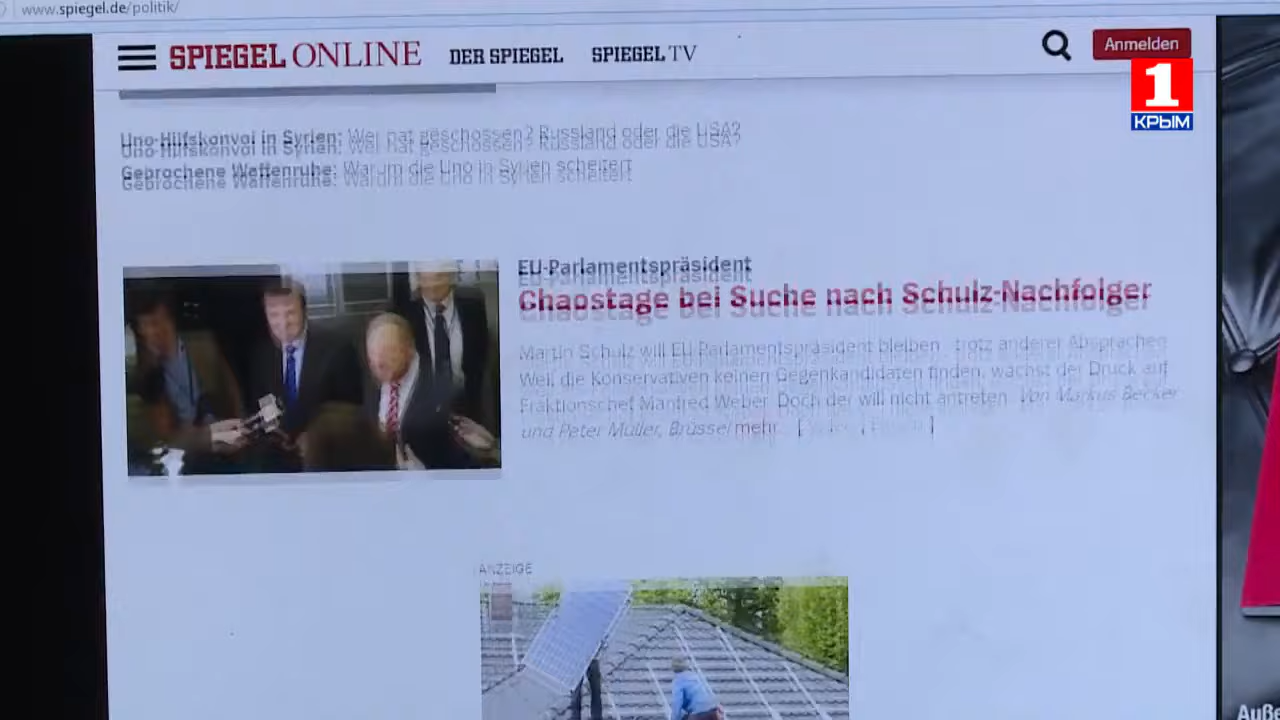 www.spiegel.de/politik/
SPIEGEL ONLINE DER SPIEGEL SPIEGEL TV
Anmelden
1
КРЫМ
Uno-Hilfskonvoi in Syrien: Wer hat geschossen? Russland oder die USA?
Gebrochene Waffenruhe: Warum die Uno in Syrien scheitert
EU-Parlamentspräsident
Chaostage bei Suche nach Schulz-Nachfolger
Martin Schulz will EU-Parlamentspräsident bleiben - trotz anderer Absprachen.
Weil die Konservativen keinen Gegenkandidaten finden, wächst der Druck auf
Fraktionschef Manfred Weber. Doch der will nicht antreten. Von Markus Becker
und Peter Müller, Brüssel mehr...
ANZEIGE
Auße